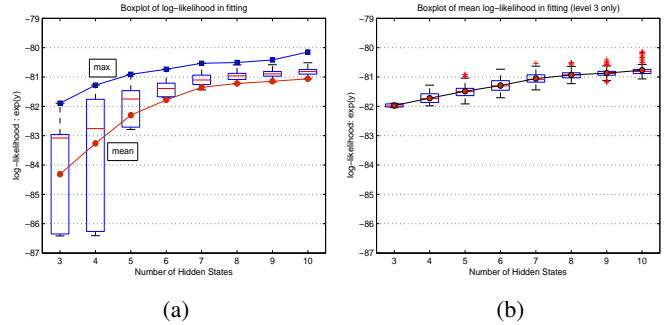 Boxplot of log−likelihood in fitting
−79
−80
−81
−82
−83
−84
−85
−86
−87
log−likelihood : exp(y)
max
mean
3 4 5 6 7 8 9 10
Number of Hidden States
(a)
Boxplot of mean log−likelihood in fitting (level 3 only)
−79
−80
−81
−82
−83
−84
−85
−86
−87
log−likelihood: exp(y)
3 4 5 6 7 8 9 10
Number of Hidden States
(b)